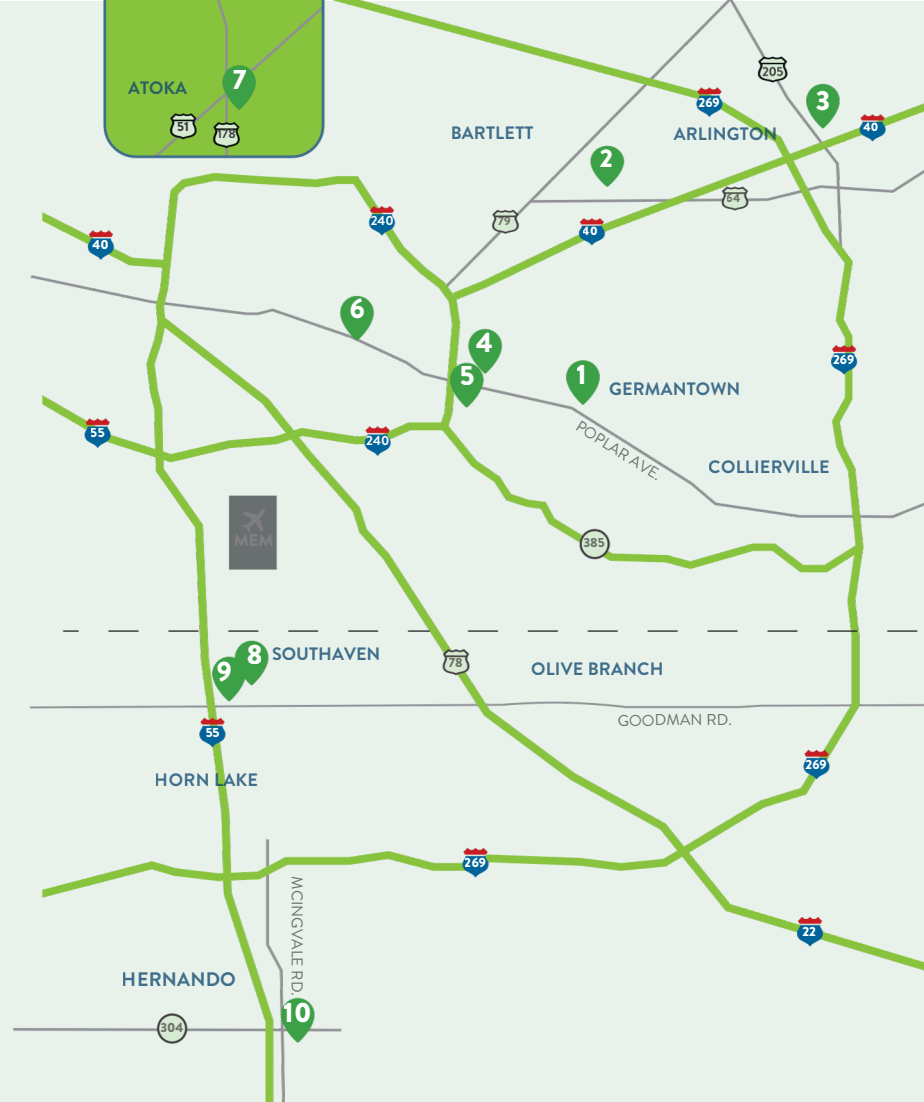 205
7
ATOKA
269
3
51
178
BARTLETT
ARLINGTON
40
2
64
79
240
40
40
6
4
5
1
269
GERMANTOWN
55
240
POPLAR AVE.
COLLIERVILLE
MEM
385
8
SOUTHAVEN
9
78
OLIVE BRANCH
GOODMAN RD.
55
269
HORN LAKE
269
MCINGVALE RD.
22
HERNANDO
10
304